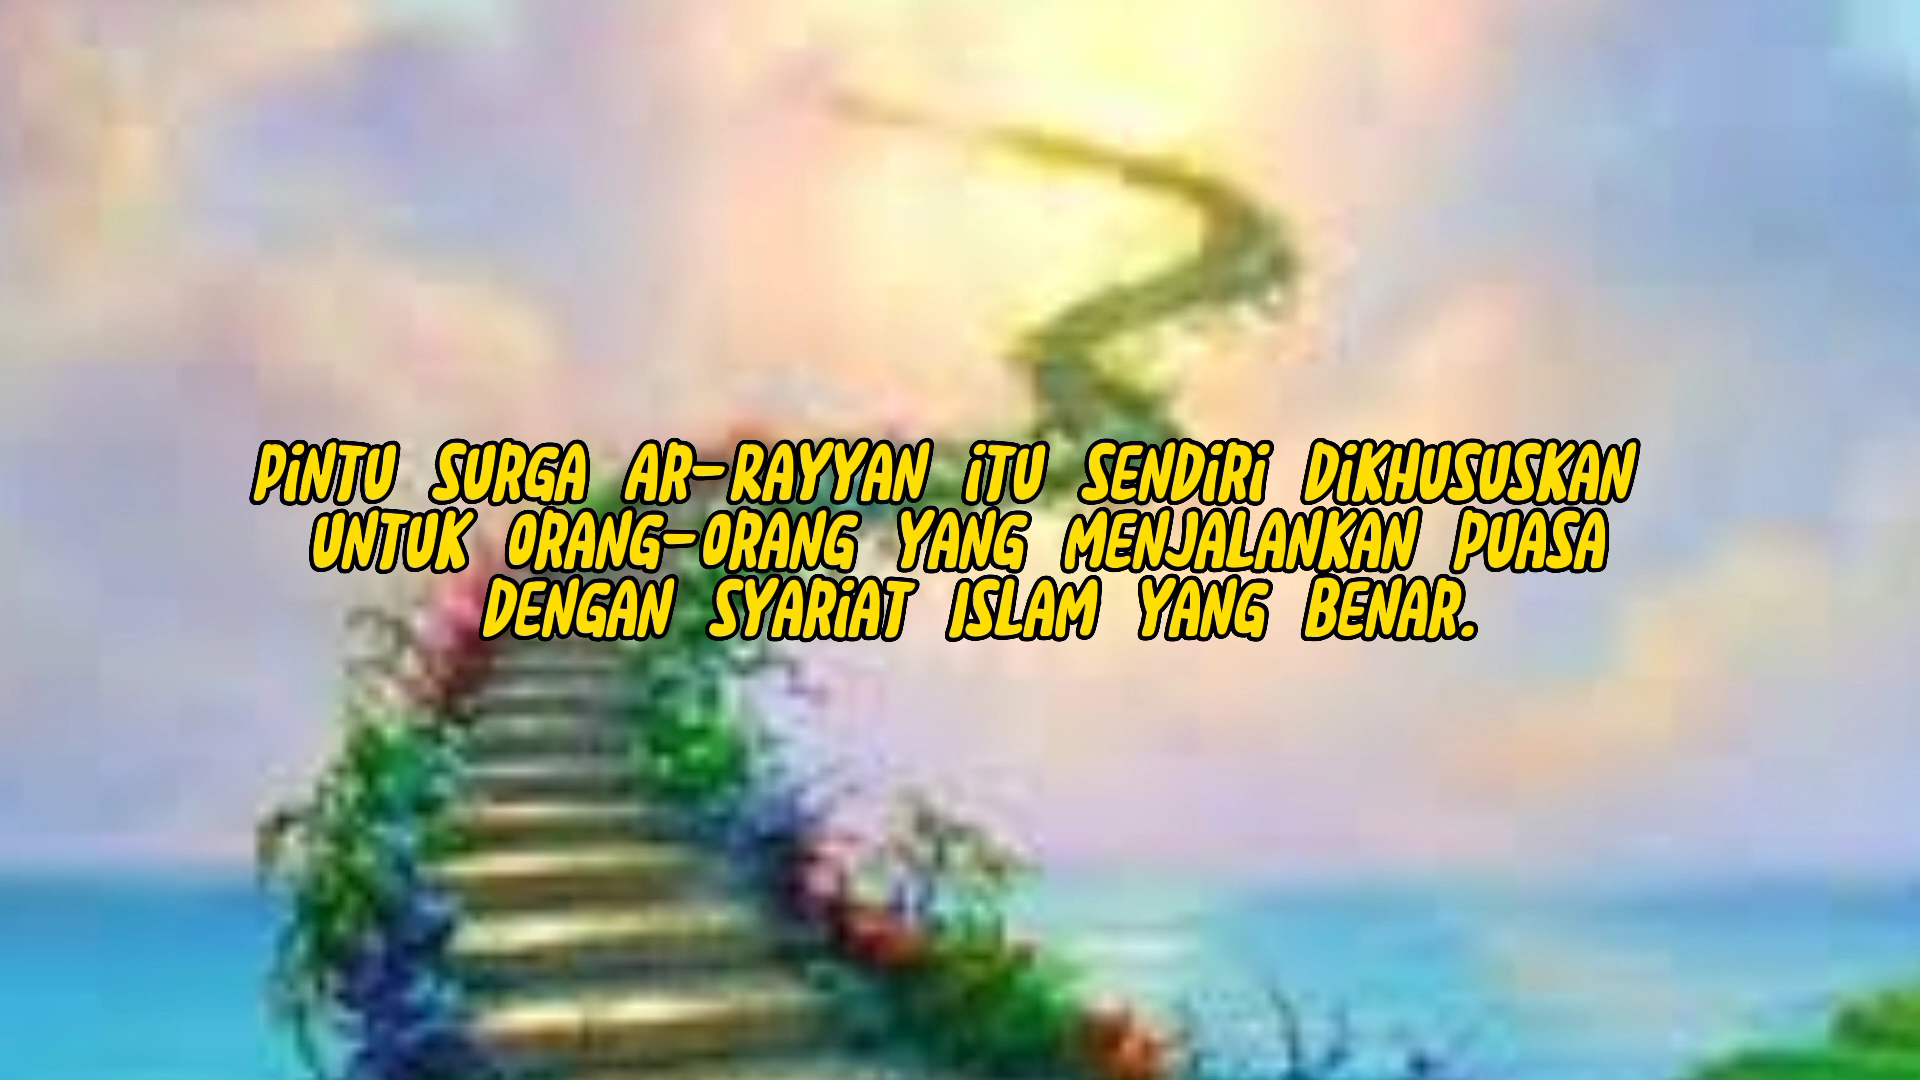 PINTU SURGA AR-RAYYAN ITU SENDIRI DIKHUSUSKAN
UNTUK ORANG-ORANG YANG MENJALANKAN PUASA
DENGAN SYARIAT ISLAM YANG BENAR.